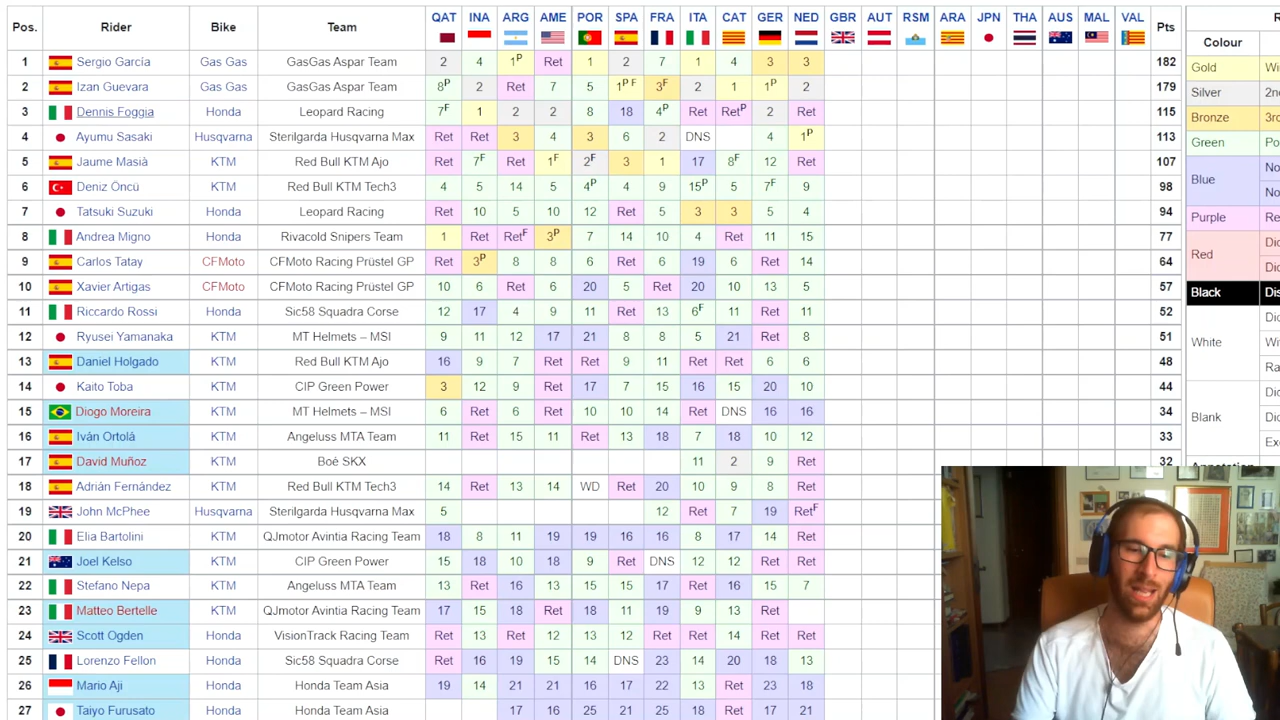 Pos. Rider Bike Team QAT INA ARG AME POR SPA FRA ITA CAT GER NED GBR AUT RSM ARA JPN THA AUS MAL VAL Pts
Colour
1 Sergio García Gas Gas GasGas Aspar Team 2 4 1P Ret 1 2 7 1 4 3 3 182
Gold Wi
2 Izan Guevara Gas Gas GasGas Aspar Team 8P 2 Ret 7 5 1P F 3F 2 1 1P 2 179
Silver 2n
3 Dennis Foggia Honda Leopard Racing 7F 1 2 2 8 18 4P Ret RetP 2 Ret 115
Bronze 3r
4 Ayumu Sasaki Husqvarna Sterilgarda Husqvarna Max Ret Ret 3 4 3 6 2 DNS 4 1P 113
Green Po
5 Jaume Masià KTM Red Bull KTM Ajo Ret 7F Ret 1F 2F 3 1 17 8F 12 Ret 107
Blue No
No
6 Deniz Öncü KTM Red Bull KTM Tech3 4 5 14 5 4P 4 9 15P 5 7F 9 98
7 Tatsuki Suzuki Honda Leopard Racing Ret 10 5 10 12 Ret 5 3 3 5 4 94
Purple Re
8 Andrea Migno Honda Rivacold Snipers Team 1 Ret RetF 3P 7 14 10 4 Ret 11 15 77
Red Dic
Dic
9 Carlos Tatay CFMoto CFMoto Racing Prüstel GP Ret 3P 8 8 6 Ret 6 19 6 Ret 14 64
10 Xavier Artigas CFMoto CFMoto Racing Prüstel GP 10 6 Ret 6 20 5 Ret 20 10 13 5 57
Black Dis
11 Riccardo Rossi Honda Sic58 Squadra Corse 12 17 4 9 11 Ret 13 6F 11 Ret 11 52
White Dic
Wit
Ra
12 Ryusei Yamanaka KTM MT Helmets – MSI 9 11 12 17 21 8 8 5 21 Ret 8 51
13 Daniel Holgado KTM Red Bull KTM Ajo 16 9 7 Ret Ret 9 11 Ret Ret 6 6 48
14 Kaito Toba KTM CIP Green Power 3 12 9 Ret 17 7 15 16 15 20 10 44
Blank Dic
Dic
Exc
15 Diogo Moreira KTM MT Helmets – MSI 6 Ret 6 Ret 10 10 14 Ret DNS 16 16 34
16 Iván Ortolá KTM Angeluss MTA Team 11 Ret 15 11 Ret 13 18 7 18 10 12 33
17 David Muñoz KTM Boé SKX 11 2 9 Ret 32
Annotation
18 Adrián Fernández KTM Red Bull KTM Tech3 14 Ret 13 14 WD Ret 20 10 9 8 Ret
19 John McPhee Husqvarna Sterilgarda Husqvarna Max 5 12 Ret 7 19 RetF
20 Elia Bartolini KTM QJmotor Avintia Racing Team 18 8 11 19 19 16 16 8 17 14 Ret
21 Joel Kelso KTM CIP Green Power 15 18 10 18 9 Ret DNS 12 12 Ret Ret
22 Stefano Nepa KTM Angeluss MTA Team 13 Ret 16 13 15 15 17 Ret 16 15 7
23 Matteo Bertelle KTM QJmotor Avintia Racing Team 17 15 18 Ret 18 11 19 9 13 Ret
24 Scott Ogden Honda VisionTrack Racing Team Ret 13 Ret 12 13 12 Ret Ret 14 Ret Ret
25 Lorenzo Fellon Honda Sic58 Squadra Corse Ret 16 19 15 14 DNS 23 14 20 18 13
26 Mario Aji Honda Honda Team Asia 19 14 21 21 16 17 22 13 Ret 23 18
27 Taiyo Furusato Honda Honda Team Asia 17 16 25 21 25 18 Ret 17 21